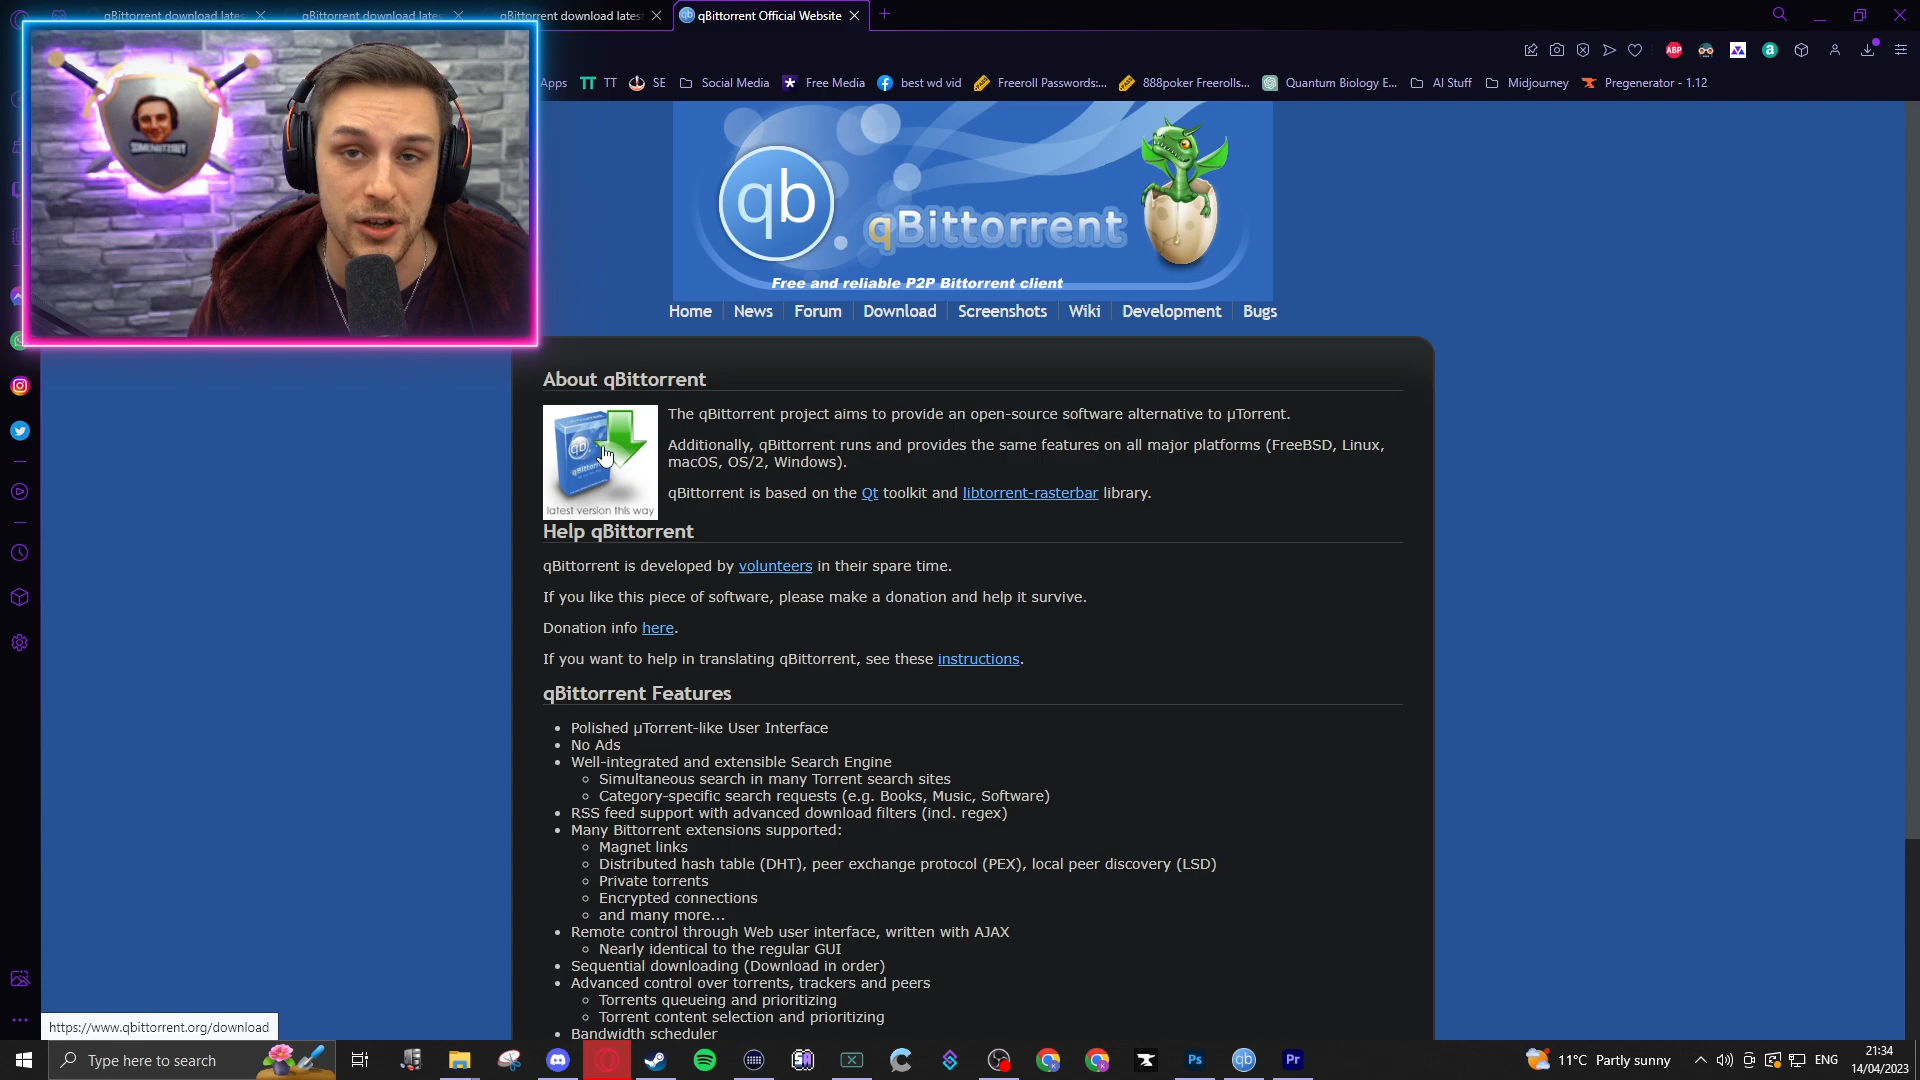 qBittorrent download lates
qBittorrent download lates
qBittorrent download lates
qBittorrent Official Website
Apps
TT
SE
Social Media
Free Media
best wd vid
Freeroll Passwords:...
888poker Freerolls...
Quantum Biology E...
AI Stuff
Midjourney
Pregenerator - 1.12
ABP
a
qb
qBittorrent
Free and reliable P2P Bittorrent client
Home
News
Forum
Download
Screenshots
Wiki
Development
Bugs
About qBittorrent
The qBittorrent project aims to provide an open-source software alternative to µTorrent.
Additionally, qBittorrent runs and provides the same features on all major platforms (FreeBSD, Linux,
macOS, OS/2, Windows).
qBittorrent is based on the Qt toolkit and libtorrent-rasterbar library.
latest version this way
Help qBittorrent
qBittorrent is developed by volunteers in their spare time.
If you like this piece of software, please make a donation and help it survive.
Donation info here.
If you want to help in translating qBittorrent, see these instructions.
qBittorrent Features
Polished µTorrent-like User Interface
No Ads
Well-integrated and extensible Search Engine
Simultaneous search in many Torrent search sites
Category-specific search requests (e.g. Books, Music, Software)
RSS feed support with advanced download filters (incl. regex)
Many Bittorrent extensions supported:
Magnet links
Distributed hash table (DHT), peer exchange protocol (PEX), local peer discovery (LSD)
Private torrents
Encrypted connections
and many more...
Remote control through Web user interface, written with AJAX
Nearly identical to the regular GUI
Sequential downloading (Download in order)
Advanced control over torrents, trackers and peers
Torrents queueing and prioritizing
Torrent content selection and prioritizing
Bandwidth scheduler
https://www.qbittorrent.org/download
Type here to search
Ps
qb
Pr
11°C Partly sunny
ENG
21:34
14/04/2023